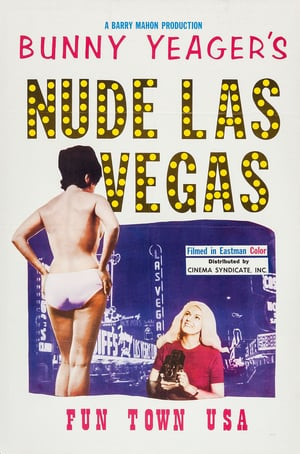 A BARRY MAHON PRODUCTION
BUNNY YEAGER'S
NUDE LAS
VEGAS
Filmed in Eastman Color
Distributed by
CINEMA SYNDICATE, INC.
LAS VEGA
FUN TOWN USA